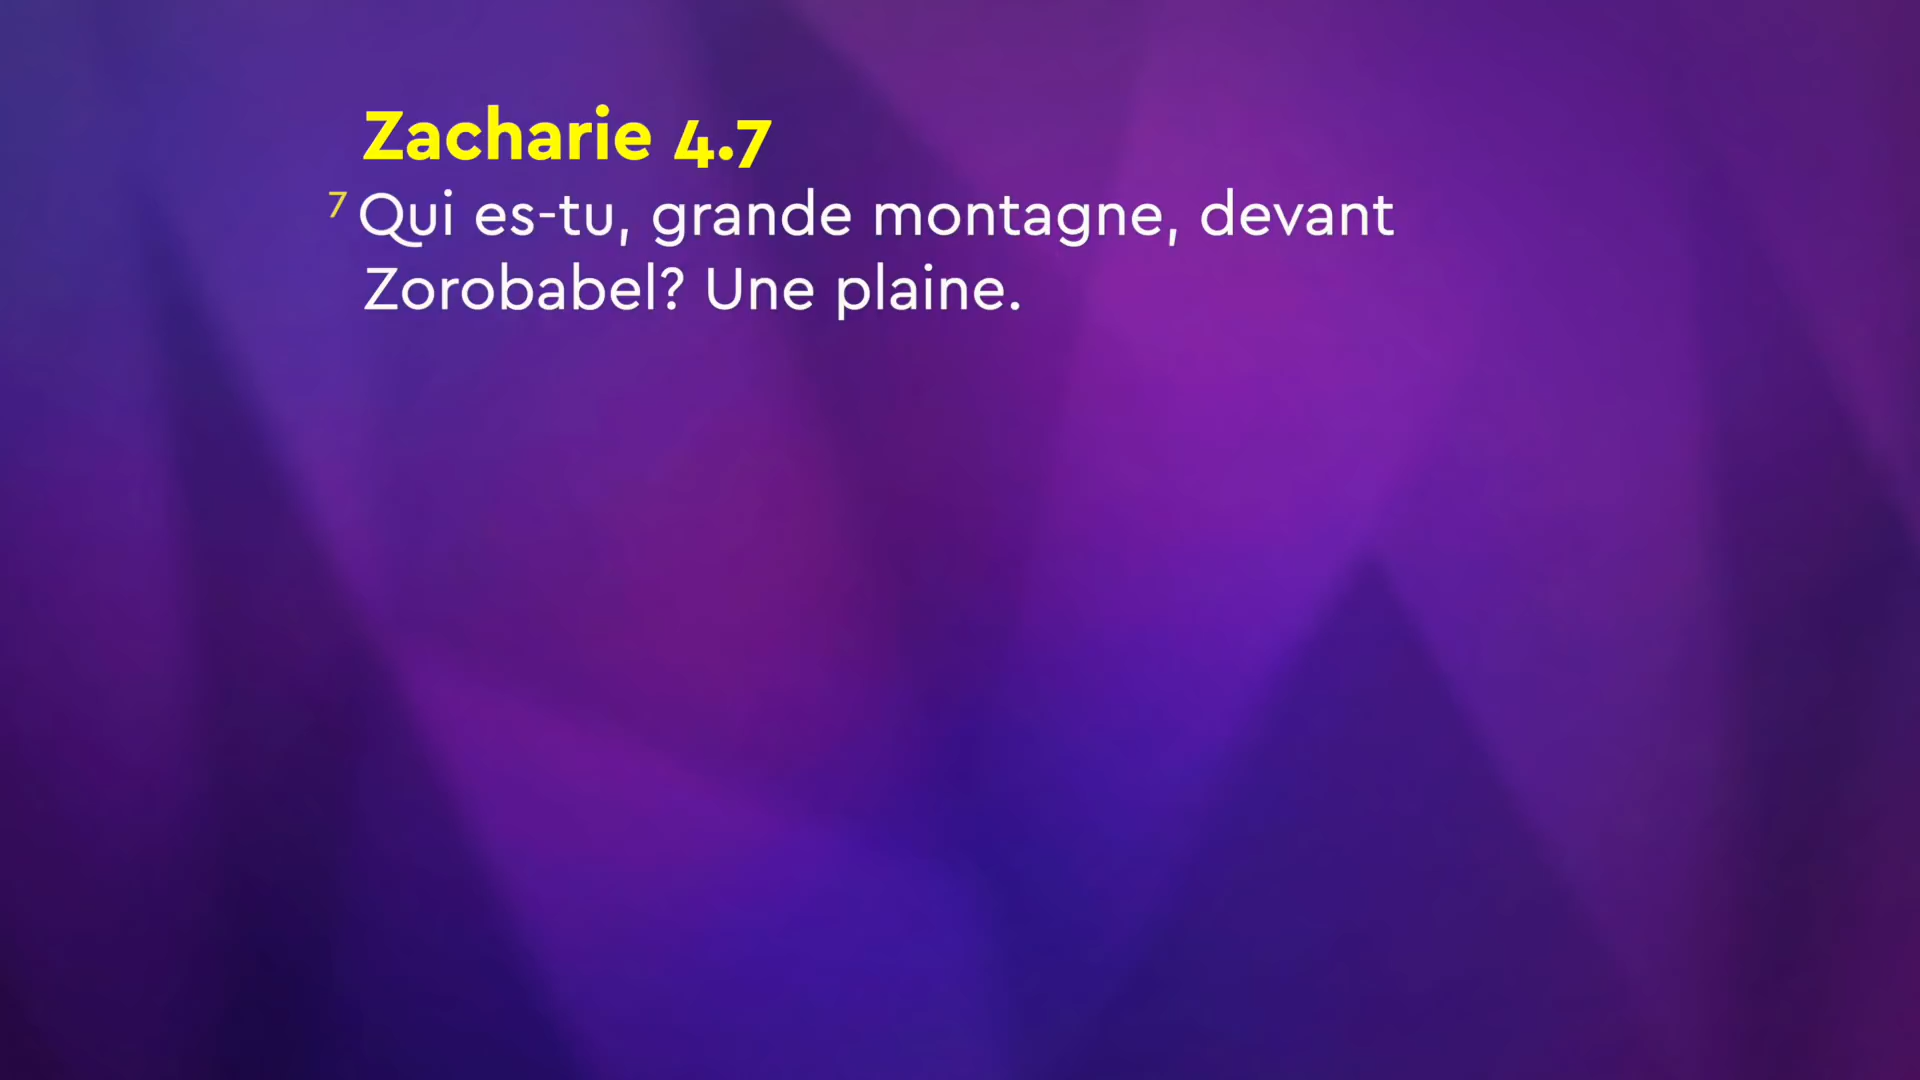 Zacharie 4.7
7 Qui es-tu, grande montagne, devant
Zorobabel? Une plaine.